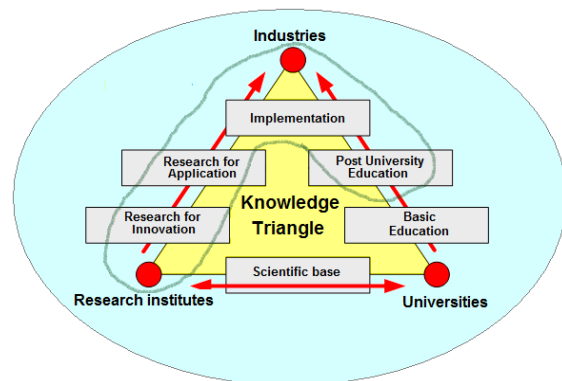 Industries
Implementation
Research for
Application
Post University
Education
Research for
Innovation
Knowledge
Triangle
Basic
Education
Scientific base
Research institutes
Universities